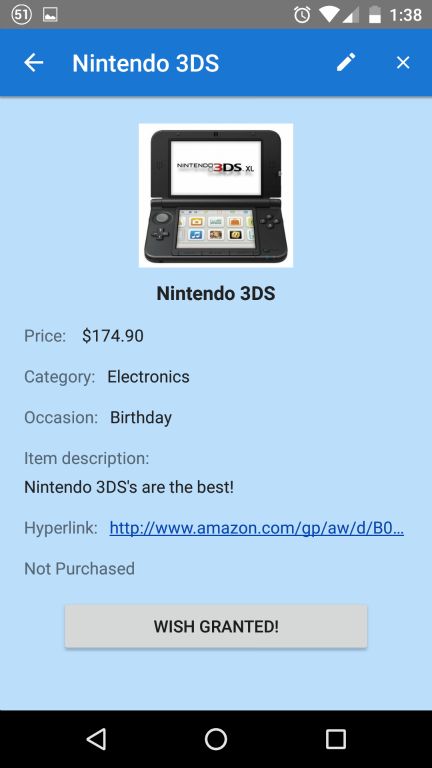 51
1:38
Nintendo 3DS
NINTENDO 3DS XL
Nintendo 3DS
Price: $174.90
Category: Electronics
Occasion: Birthday
Item description:
Nintendo 3DS's are the best!
Hyperlink: http://www.amazon.com/gp/aw/d/B0...
Not Purchased
WISH GRANTED!